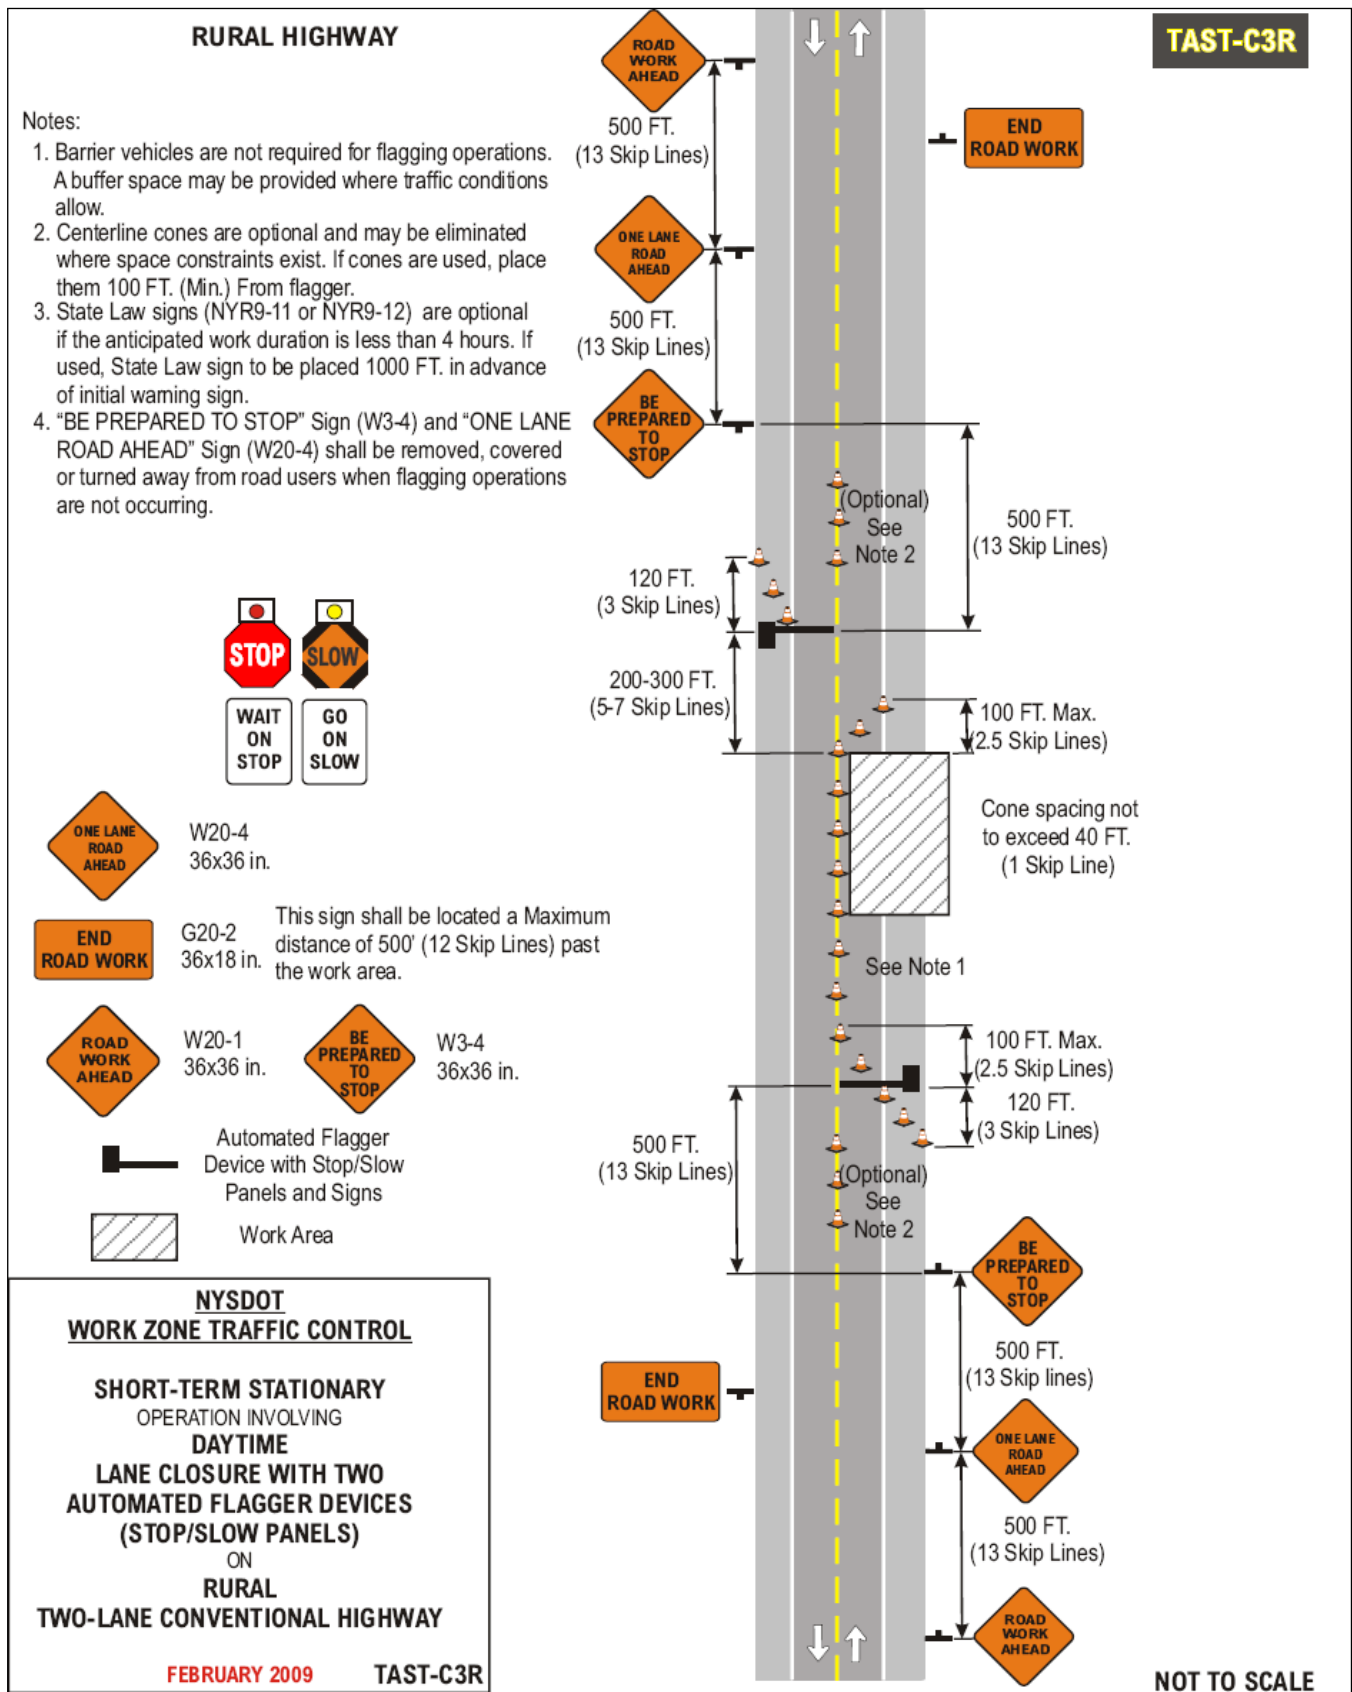 RURAL HIGHWAY
TAST-C3R
Notes:
1. Barrier vehicles are not required for flagging operations.
A buffer space may be provided where traffic conditions
allow.
2. Centerline cones are optional and may be eliminated
where space constraints exist. If cones are used, place
them 100 FT. (Min.) From flagger.
3. State Law signs (NYR9-11 or NYR9-12) are optional
if the anticipated work duration is less than 4 hours. If
used, State Law sign to be placed 1000 FT. in advance
of initial warning sign.
4. “BE PREPARED TO STOP” Sign (W3-4) and “ONE LANE
ROAD AHEAD” Sign (W20-4) shall be removed, covered
or turned away from road users when flagging operations
are not occurring.
ROAD
WORK
AHEAD
500 FT.
(13 Skip Lines)
END
ROAD WORK
ONE LANE
ROAD
AHEAD
500 FT.
(13 Skip Lines)
BE
PREPARED
TO
STOP
(Optional)
See
Note 2
500 FT.
(13 Skip Lines)
120 FT.
(3 Skip Lines)
200-300 FT.
(5-7 Skip Lines)
100 FT. Max.
(2.5 Skip Lines)
Cone spacing not
to exceed 40 FT.
(1 Skip Line)
See Note 1
100 FT. Max.
(2.5 Skip Lines)
120 FT.
(3 Skip Lines)
500 FT.
(13 Skip Lines)
(Optional)
See
Note 2
BE
PREPARED
TO
STOP
500 FT.
(13 Skip lines)
END
ROAD WORK
ONE LANE
ROAD
AHEAD
500 FT.
(13 Skip Lines)
ROAD
WORK
AHEAD
STOP
SLOW
WAIT
ON
STOP
GO
ON
SLOW
ONE LANE
ROAD
AHEAD
W20-4
36x36 in.
END
ROAD WORK
G20-2
36x18 in.
This sign shall be located a Maximum
distance of 500' (12 Skip Lines) past
the work area.
ROAD
WORK
AHEAD
W20-1
36x36 in.
BE
PREPARED
TO
STOP
W3-4
36x36 in.
Automated Flagger
Device with Stop/Slow
Panels and Signs
Work Area
NYSDOT
WORK ZONE TRAFFIC CONTROL
SHORT-TERM STATIONARY
OPERATION INVOLVING
DAYTIME
LANE CLOSURE WITH TWO
AUTOMATED FLAGGER DEVICES
(STOP/SLOW PANELS)
ON
RURAL
TWO-LANE CONVENTIONAL HIGHWAY
FEBRUARY 2009 TAST-C3R
NOT TO SCALE